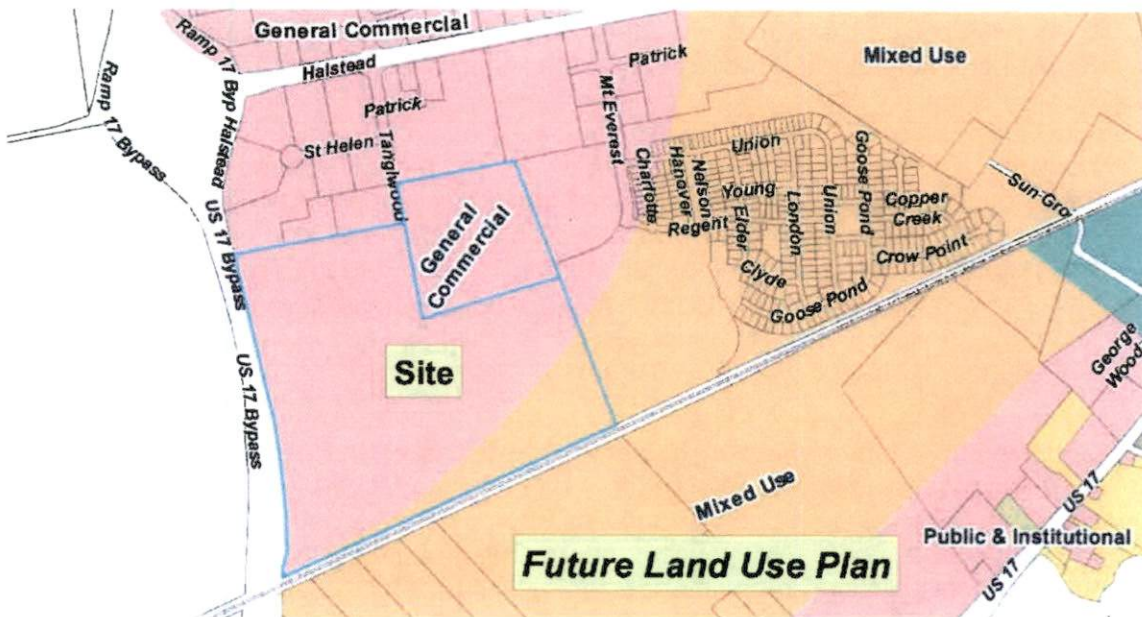 General Commercial
Ramp 17 Byp Halstead
Halstead
Mixed Use
Patrick
Patrick
Ramp 17 Bypass
Mt Everest
St Helen
Tanglwood
Union
Goose Pond
Charlotte
Hanover
Nelson
Young
London
Union
Copper
Creek
Sun-Gro
Regent
Elder
Crow Point
Clyde
Goose Pond
General
Commercial
US 17 Bypass
US 17 Bypass
Site
George
Wood
Mixed Use
US 17
Public & Institutional
Future Land Use Plan
US 17